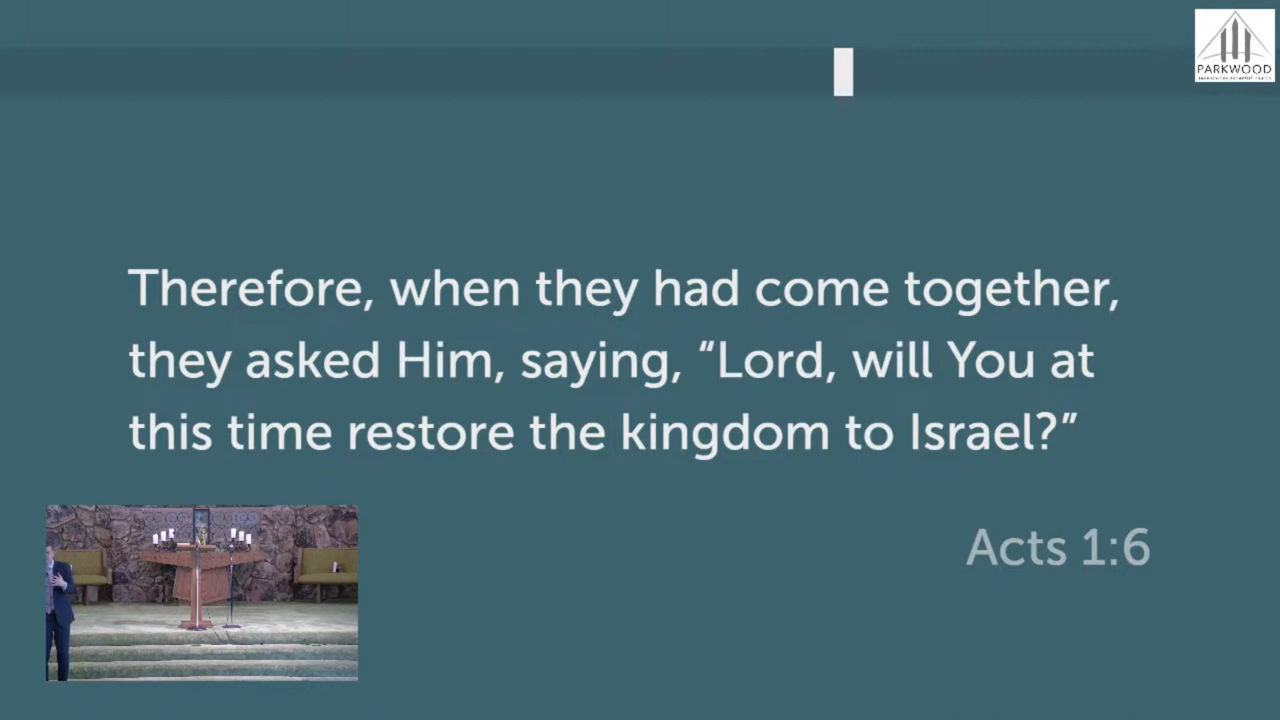 PARKWOOD
Therefore, when they had come together,
they asked Him, saying, “Lord, will You at
this time restore the kingdom to Israel?”
Acts 1:6